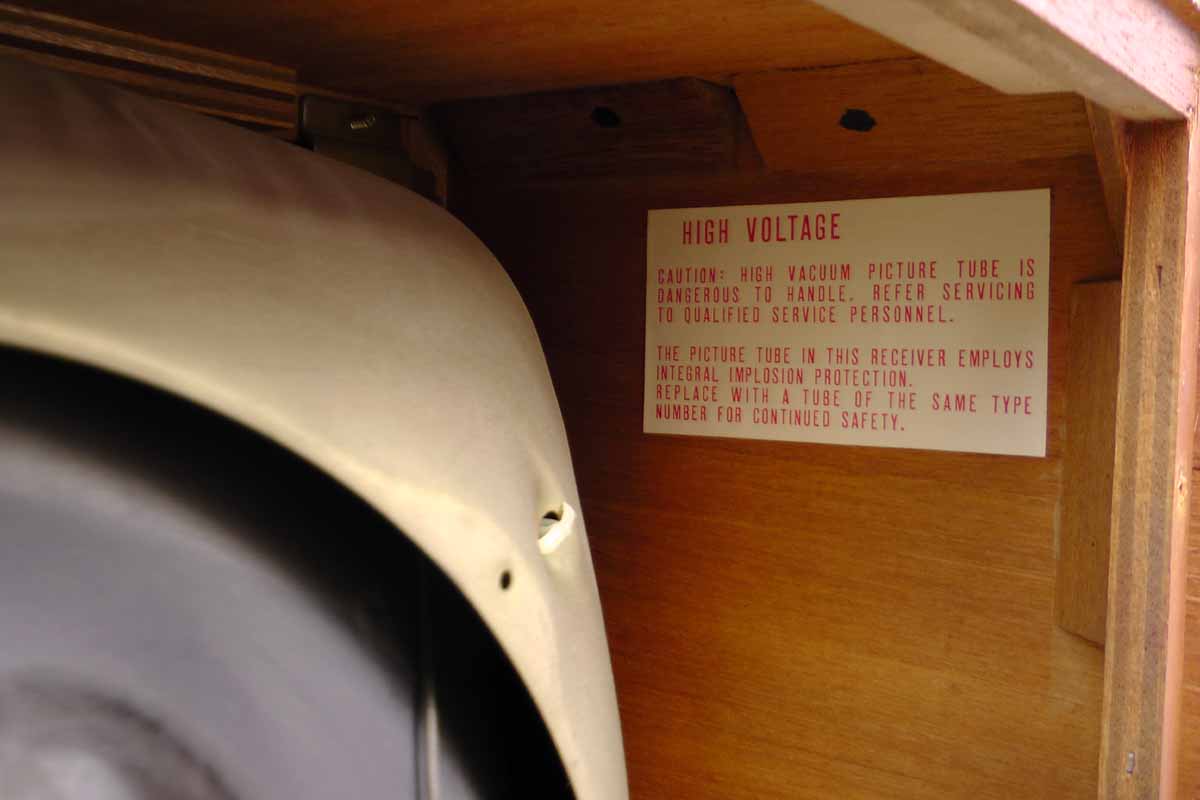 HIGH VOLTAGE
CAUTION: HIGH VACUUM PICTURE TUBE IS
DANGEROUS TO HANDLE. REFER SERVICING
TO QUALIFIED SERVICE PERSONNEL.
THE PICTURE TUBE IN THIS RECEIVER EMPLOYS
INTEGRAL IMPLOSION PROTECTION.
REPLACE WITH A TUBE OF THE SAME TYPE
NUMBER FOR CONTINUED SAFETY.